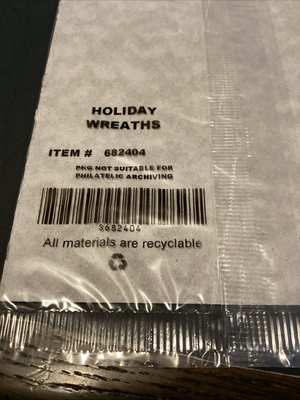 HOLIDAY
WREATHS
ITEM # 682404
PKG NOT SUITABLE FOR
PHILATELIC ARCHIVING
S682404
All materials are recyclable